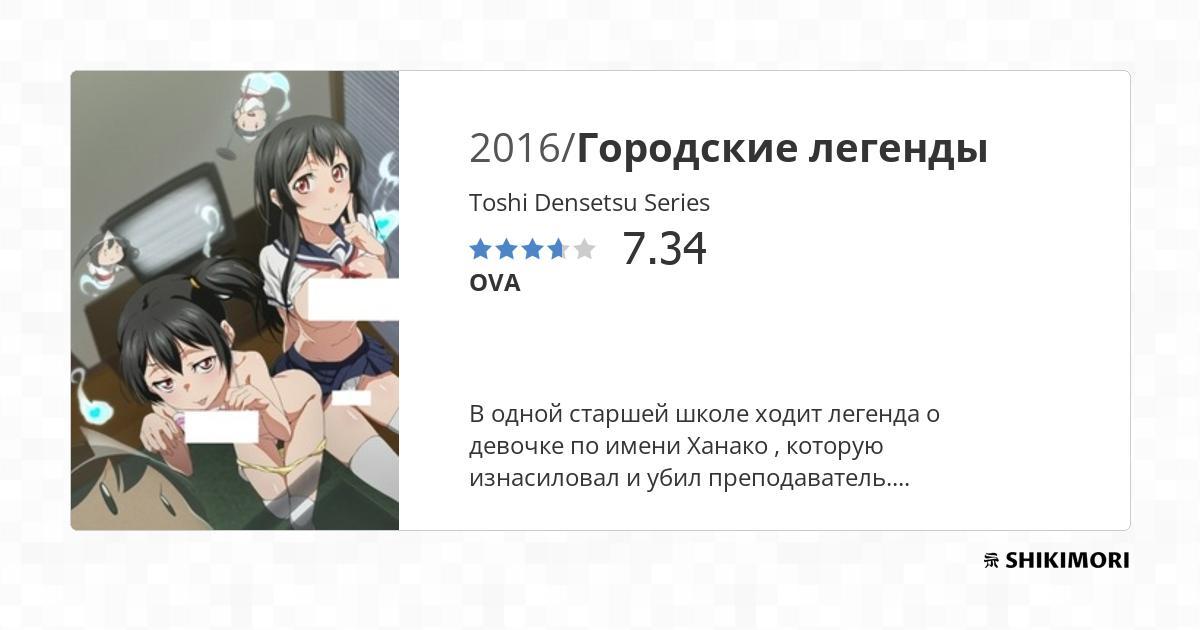 2016/Городские легенды
Toshi Densetsu Series
7.34
OVA
В одной старшей школе ходит легенда о
девочке по имени Ханако , которую
изнасиловал и убил преподаватель....
SHIKIMORI